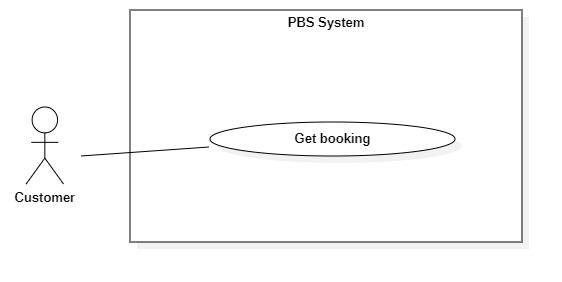 PBS System
Get booking
Customer